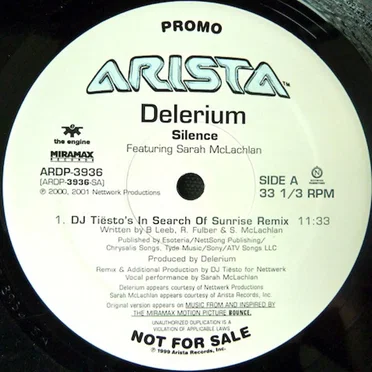 PROMO
ARISTA™
Delerium
Silence
Featuring Sarah McLachlan
the engine
MIRAMAX
RECORDS
ARDP-3936
(ARDP-3936-SA)
℗ 2000, 2001 Nettwerk Productions
SIDE A
33 1/3 RPM
1. DJ Tiësto's In Search Of Sunrise Remix 11:33
Written by B Leeb, R. Fulber & S. McLachlan
Published by Esoteria/NettSong Publishing/
Chrysalis Songs, Tyde Music/Sony/ATV Songs LLC
Produced by Delerium
Remix & Additional Production by DJ Tiësto for Nettwerk
Vocal performance by Sarah McLachlan
Delerium appears courtesy of Nettwerk Productions
Sarah McLachlan appears courtesy of Arista Records, Inc.
Original version appears on MUSIC FROM AND INSPIRED BY
THE MIRAMAX MOTION PICTURE BOUNCE.
UNAUTHORIZED DUPLICATION IS A
VIOLATION OF APPLICABLE LAWS
NOT FOR SALE
℗ 1999 Arista Records, Inc.